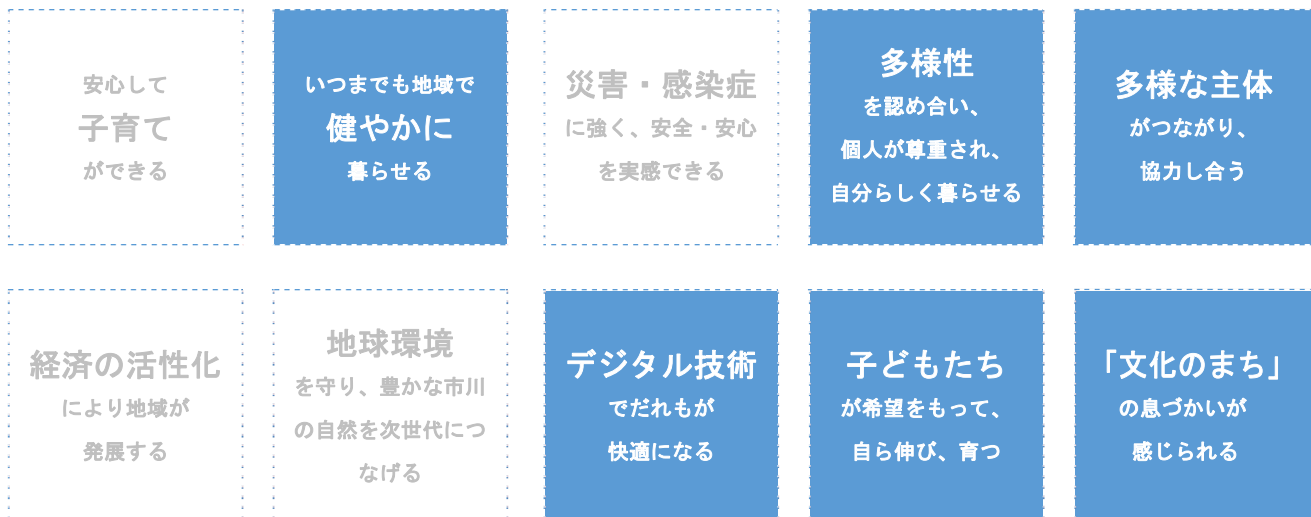 安心して
子育て
ができる
いつまでも地域で
健やかに
暮らせる
災害・感染症
に強く、安全・安心
を実感できる
多様性
を認め合い、
個人が尊重され、
自分らしく暮らせる
多様な主体
がつながり、
協力し合う
経済の活性化
により地域が
発展する
地球環境
を守り、豊かな市川
の自然を次世代につ
なげる
デジタル技術
でだれもが
快適になる
子どもたち
が希望をもって、
自ら伸び、育つ
「文化のまち」
の息づかいが
感じられる